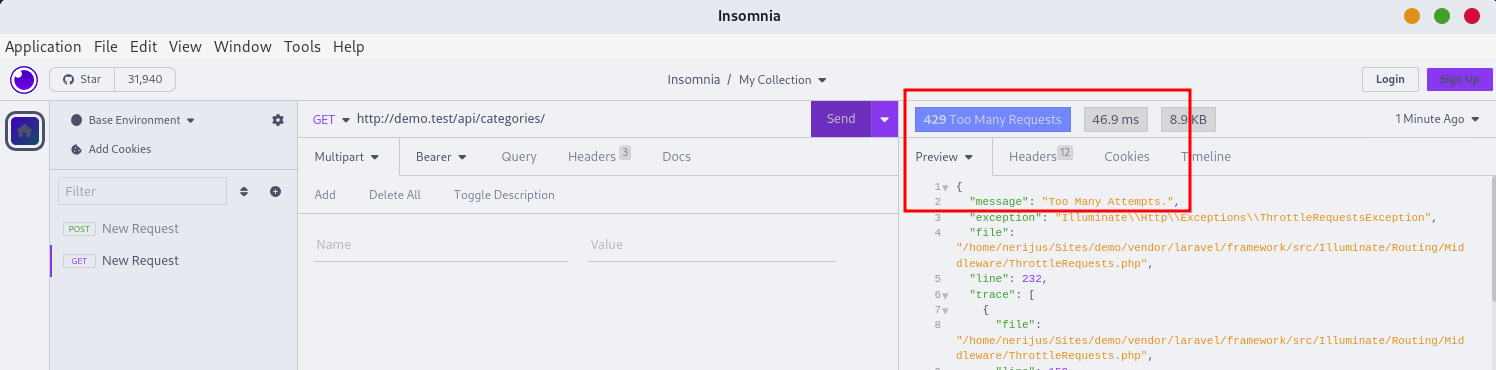 Insomnia
Application File Edit View Window Tools Help
Star 31,940
Insomnia / My Collection
Login Sign Up
Base Environment
Add Cookies
Filter
POST New Request
GET New Request
GET http://demo.test/api/categories/ Send
Multipart Bearer Query Headers 3 Docs
Add Delete All Toggle Description
Name Value
429 Too Many Requests 46.9 ms 8.9 KB 1 Minute Ago
Preview Headers 12 Cookies Timeline
1 {
2 "message": "Too Many Attempts.",
3 "exception": "Illuminate\\Http\\Exceptions\\ThrottleRequestsException",
4 "file":
"/home/nerijus/Sites/demo/vendor/laravel/framework/src/Illuminate/Routing/Mid
dleware/ThrottleRequests.php",
5 "line": 232,
6 "trace": [
7 {
8 "file":
"/home/nerijus/Sites/demo/vendor/laravel/framework/src/Illuminate/Routing/Mid
dleware/ThrottleRequests.php",